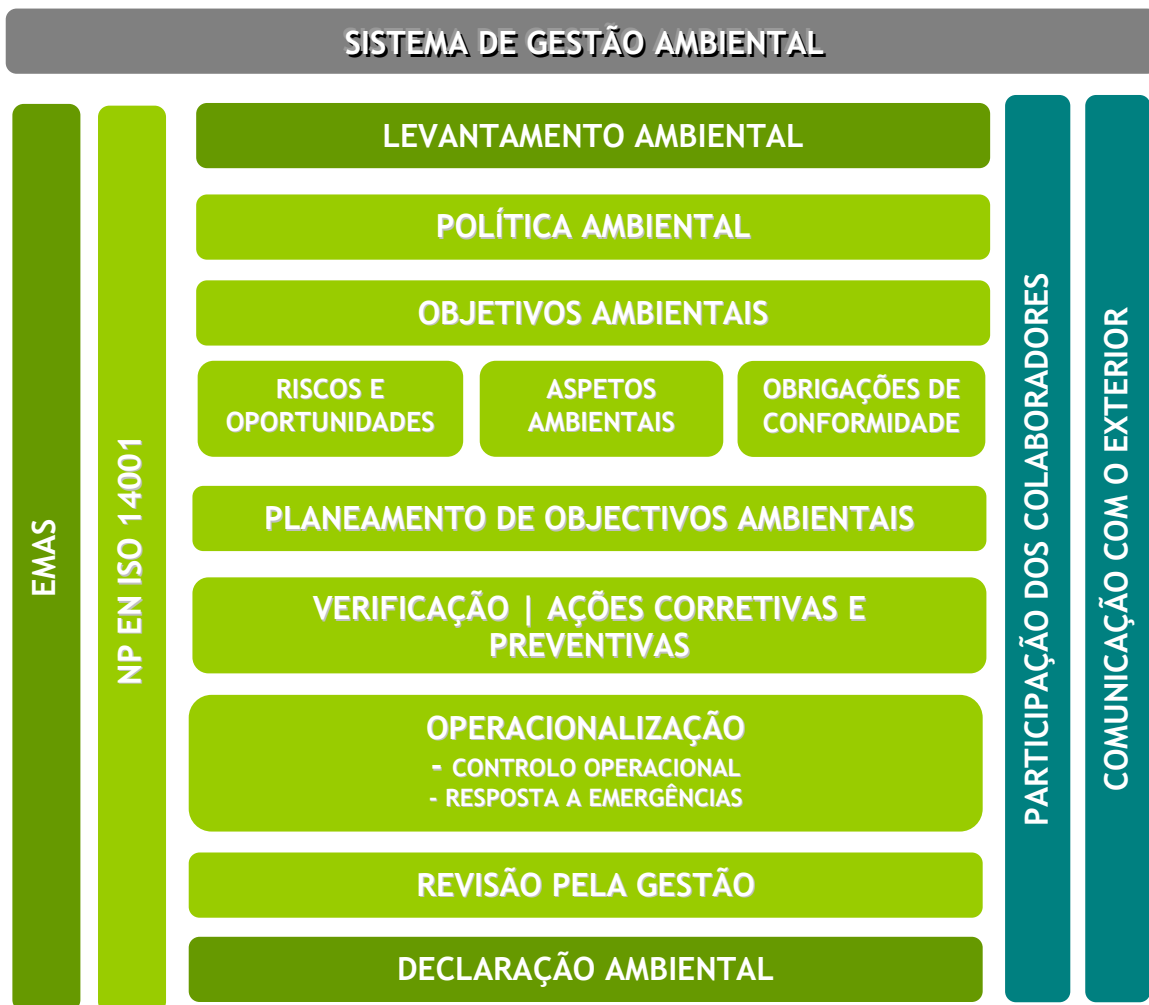 SISTEMA DE GESTÃO AMBIENTAL
EMAS
NP EN ISO 14001
LEVANTAMENTO AMBIENTAL
POLÍTICA AMBIENTAL
OBJETIVOS AMBIENTAIS
RISCOS E
OPORTUNIDADES
ASPETOS
AMBIENTAIS
OBRIGAÇÕES DE
CONFORMIDADE
PLANEAMENTO DE OBJECTIVOS AMBIENTAIS
VERIFICAÇÃO | AÇÕES CORRETIVAS E
PREVENTIVAS
OPERACIONALIZAÇÃO
- CONTROLO OPERACIONAL
- RESPOSTA A EMERGÊNCIAS
REVISÃO PELA GESTÃO
DECLARAÇÃO AMBIENTAL
PARTICIPAÇÃO DOS COLABORADORES
COMUNICAÇÃO COM O EXTERIOR